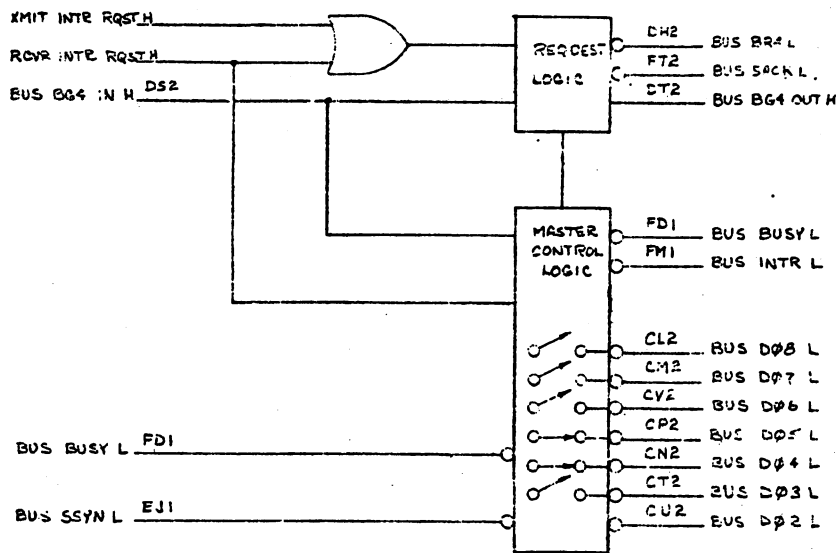 XMIT INTR RQST H
RCVR INTR RQST H
BUS BG4 IN H DS2
REQUEST
LOGIC
DH2 BUS BR4 L
FT2 BUS SACK L
DT2 BUS BG4 OUT H
MASTER
CONTROL
LOGIC
FD1 BUS BUSY L
FM1 BUS INTR L
CL2 BUS DØ8 L
CM2 BUS DØ7 L
CV2 BUS DØ6 L
CP2 BUS DØ5 L
CN2 BUS DØ4 L
CT2 BUS DØ3 L
CU2 BUS DØ2 L
BUS BUSY L FD1
BUS SSYN L EJ1